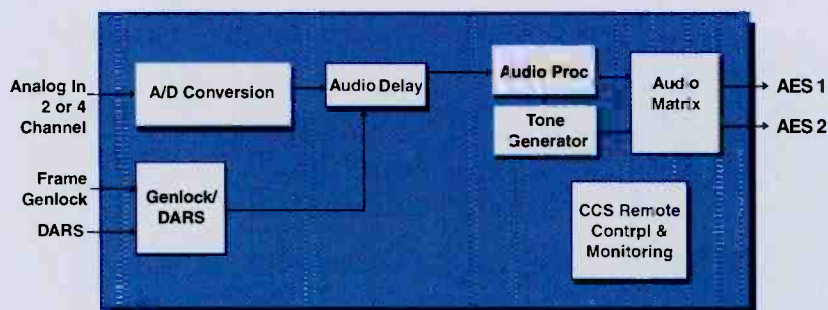 Analog In
2 or 4
Channel
A/D Conversion
Audio Delay
Audio Proc
Tone
Generator
Audio
Matrix
AES 1
AES 2
Frame
Genlock
DARS
Genlock/
DARS
CCS Remote
Contrpl &
Monitoring